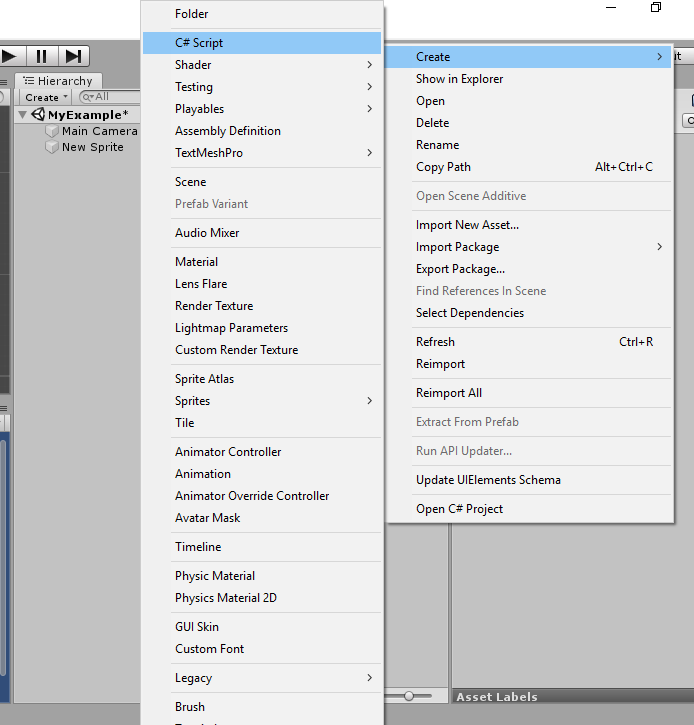 Folder
C# Script
Shader
Testing
Playables
Assembly Definition
TextMeshPro
Scene
Prefab Variant
Audio Mixer
Material
Lens Flare
Render Texture
Lightmap Parameters
Custom Render Texture
Sprite Atlas
Sprites
Tile
Animator Controller
Animation
Animator Override Controller
Avatar Mask
Timeline
Physic Material
Physics Material 2D
GUI Skin
Custom Font
Legacy
Brush
Create
Show in Explorer
Open
Delete
Rename
Copy Path Alt+Ctrl+C
Open Scene Additive
Import New Asset...
Import Package
Export Package...
Find References In Scene
Select Dependencies
Refresh Ctrl+R
Reimport
Reimport All
Extract From Prefab
Run API Updater...
Update UIElements Schema
Open C# Project
Hierarchy
Create All
MyExample*
Main Camera
New Sprite
Asset Labels